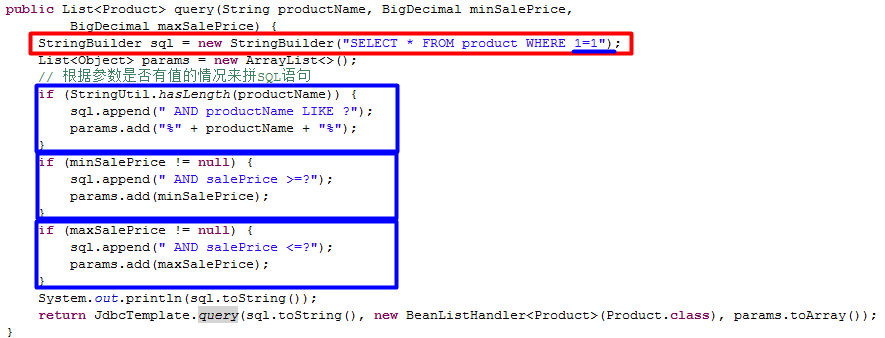 public List<Product> query(String productName, BigDecimal minSalePrice,
        BigDecimal maxSalePrice) {
    StringBuilder sql = new StringBuilder("SELECT * FROM product WHERE 1=1");
    List<Object> params = new ArrayList<>();
    // 根据参数是否有值的情况来拼SQL语句
    if (StringUtil.hasLength(productName)) {
        sql.append(" AND productName LIKE ?");
        params.add("%" + productName + "%");
    }
    if (minSalePrice != null) {
        sql.append(" AND salePrice >=?");
        params.add(minSalePrice);
    }
    if (maxSalePrice != null) {
        sql.append(" AND salePrice <=?");
        params.add(maxSalePrice);
    }
    System.out.println(sql.toString());
    return JdbcTemplate.query(sql.toString(), new BeanListHandler<Product>(Product.class), params.toArray());
}